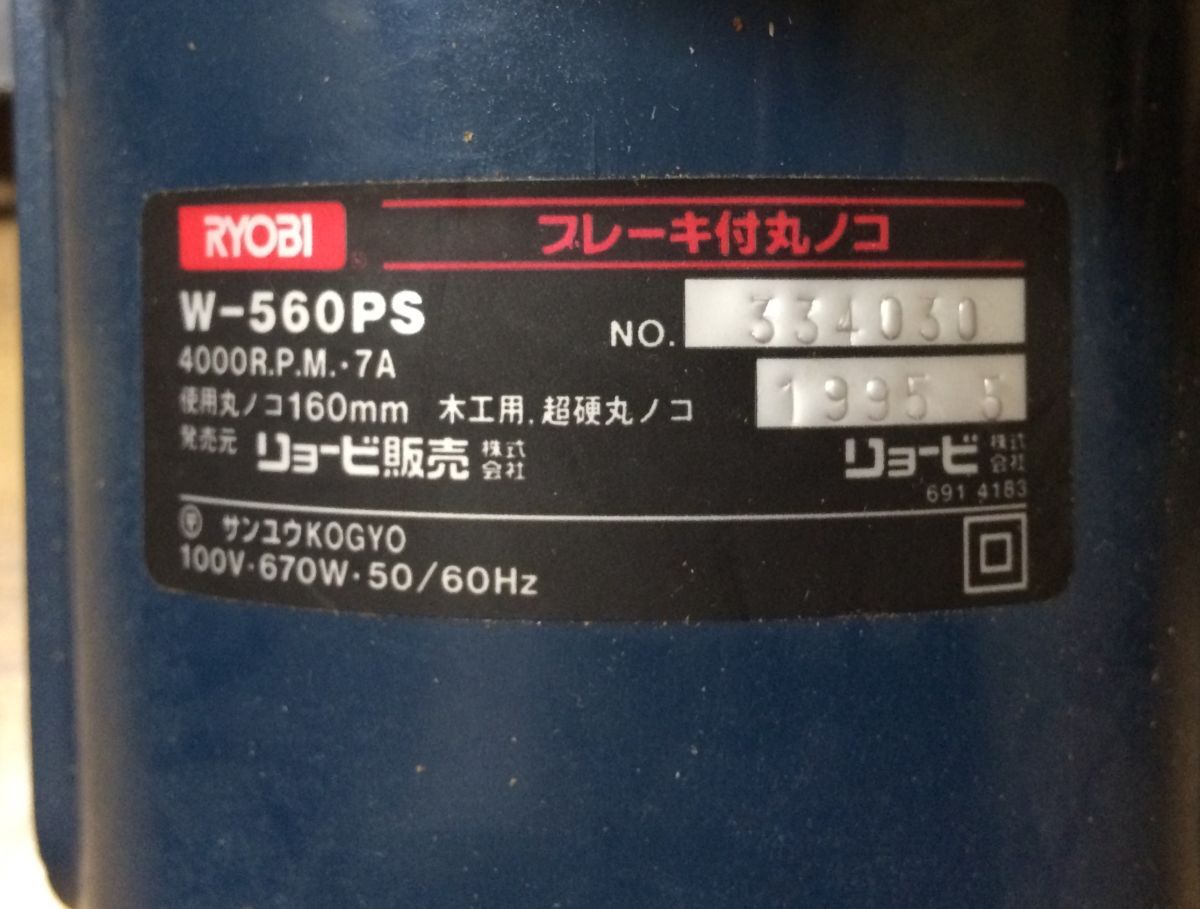 RYOBI ブレーキ付丸ノコ
W-560PS
NO. 334030
4000R.P.M.・7A
1995 5
使用丸ノコ160mm 木工用,超硬丸ノコ
発売元 リョービ販売株式会社 リョービ株式会社
691 4183
〒 サンユウKOGYO
100V・670W・50/60Hz